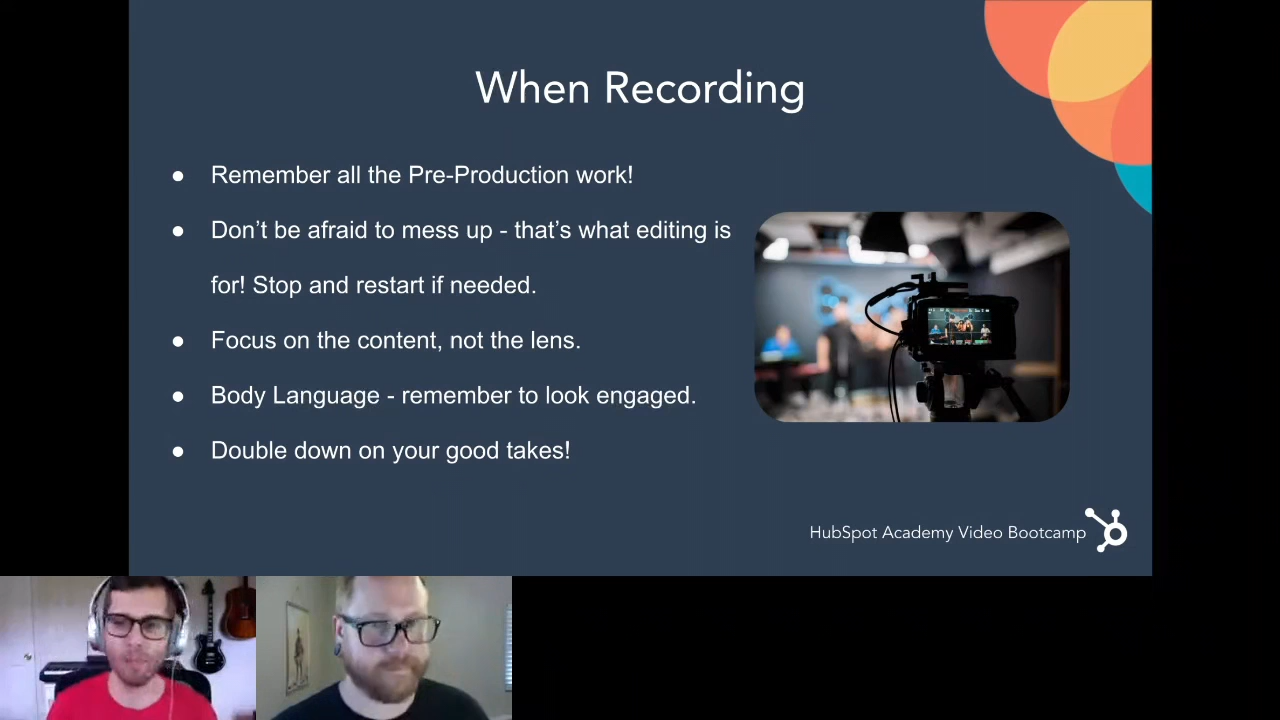 When Recording
● Remember all the Pre-Production work!
● Don’t be afraid to mess up - that’s what editing is
for! Stop and restart if needed.
● Focus on the content, not the lens.
● Body Language - remember to look engaged.
● Double down on your good takes!
HubSpot Academy Video Bootcamp